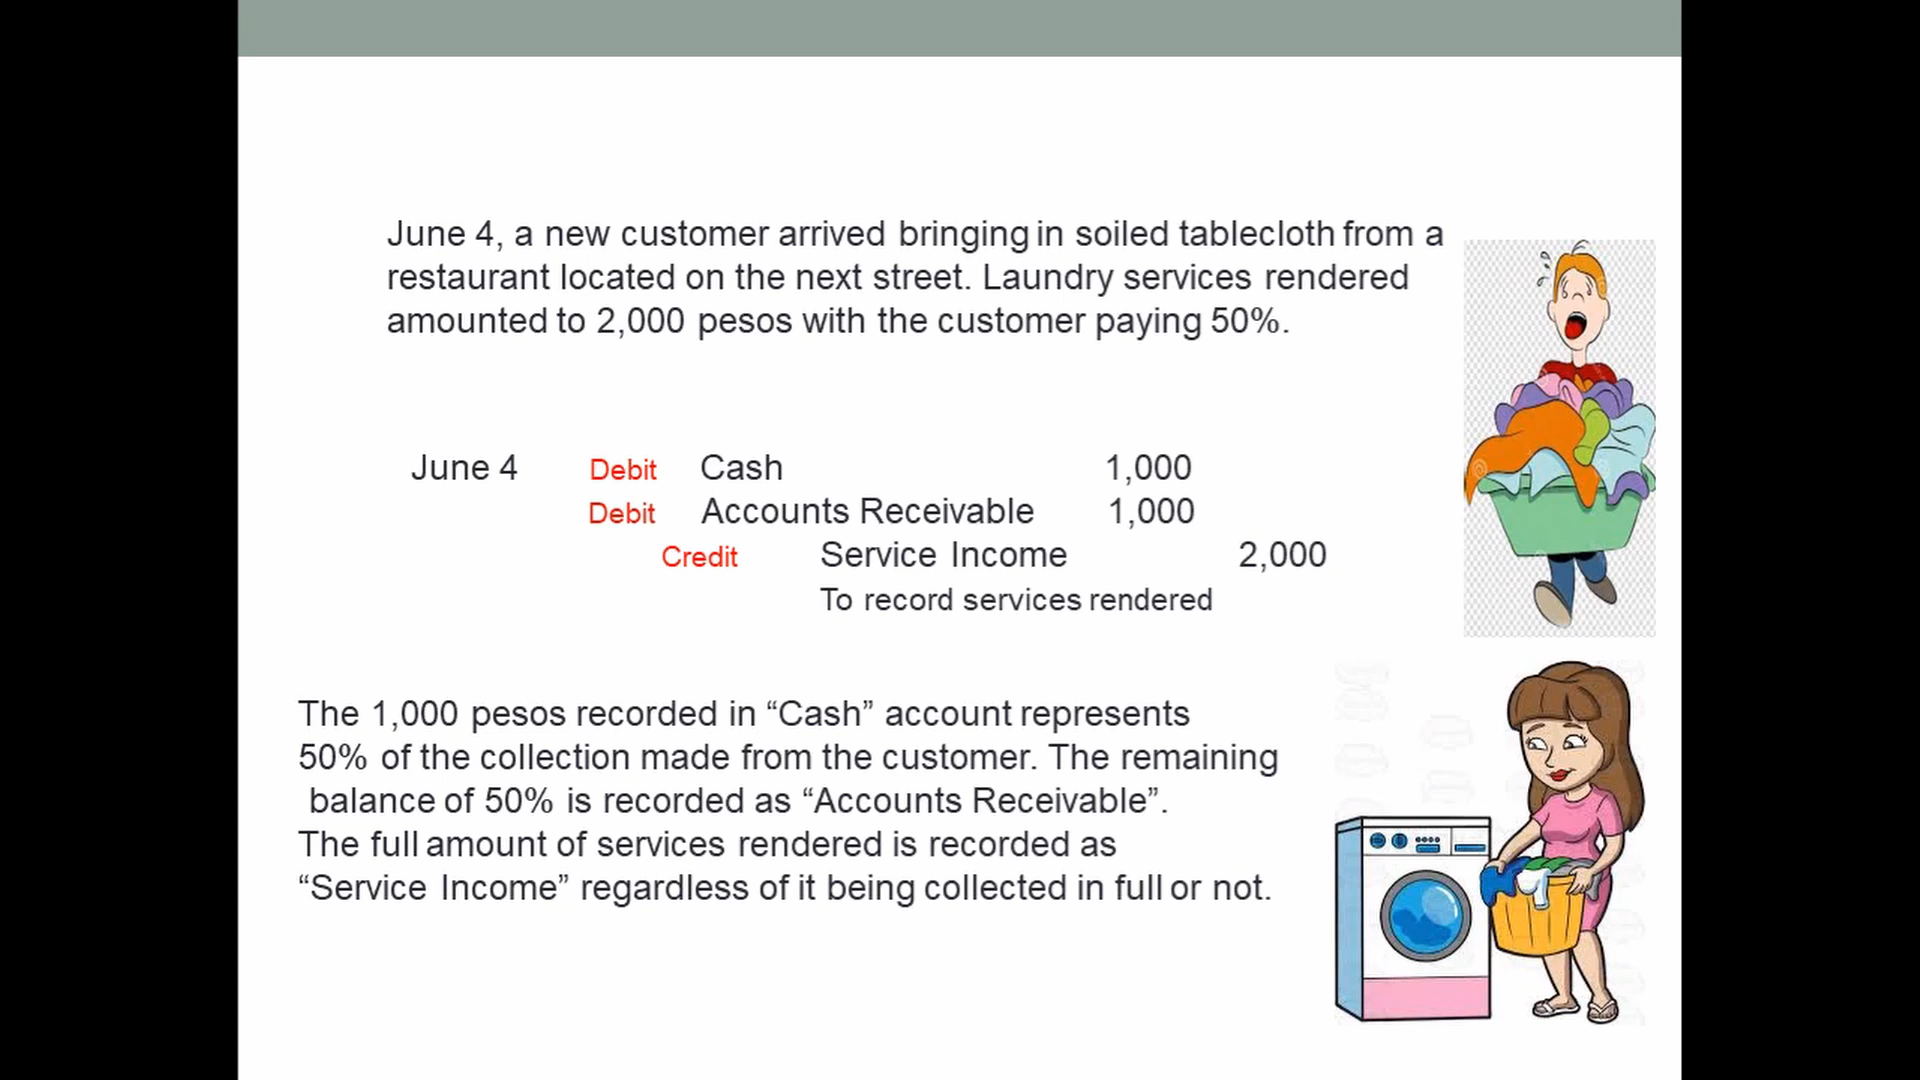 June 4, a new customer arrived bringing in soiled tablecloth from a
restaurant located on the next street. Laundry services rendered
amounted to 2,000 pesos with the customer paying 50%.
June 4 Debit Cash 1,000
Debit Accounts Receivable 1,000
Credit Service Income 2,000
To record services rendered
The 1,000 pesos recorded in “Cash” account represents
50% of the collection made from the customer. The remaining
balance of 50% is recorded as “Accounts Receivable”.
The full amount of services rendered is recorded as
“Service Income” regardless of it being collected in full or not.